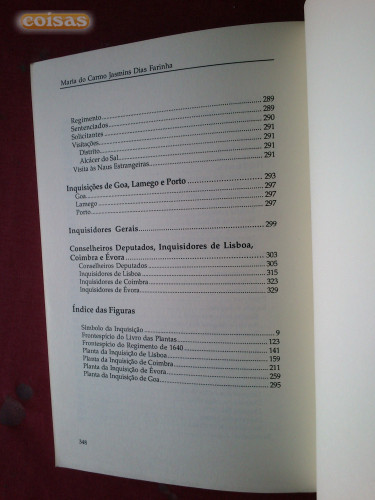 coisas
Maria do Carmo Jasmins Dias Farinha
Regimento 289
Sentenciados 289
Solicitantes 290
Visitações 291
Distrito 291
Alcácer do Sal 291
Visita às Naus Estrangeiras 291
Inquisições de Goa, Lamego e Porto 293
Goa 297
Lamego 297
Porto 297
Inquisidores Gerais 299
Conselheiros Deputados, Inquisidores de Lisboa,
Coimbra e Évora 303
Conselheiros Deputados 305
Inquisidores de Lisboa 315
Inquisidores de Coimbra 323
Inquisidores de Évora 329
Índice das Figuras
Símbolo da Inquisição 9
Frontespício do Livro das Plantas 123
Frontespício do Regimento de 1640 141
Planta da Inquisição de Lisboa 159
Planta da Inquisição de Coimbra 211
Planta da Inquisição de Évora 259
Planta da Inquisição de Goa 295
348